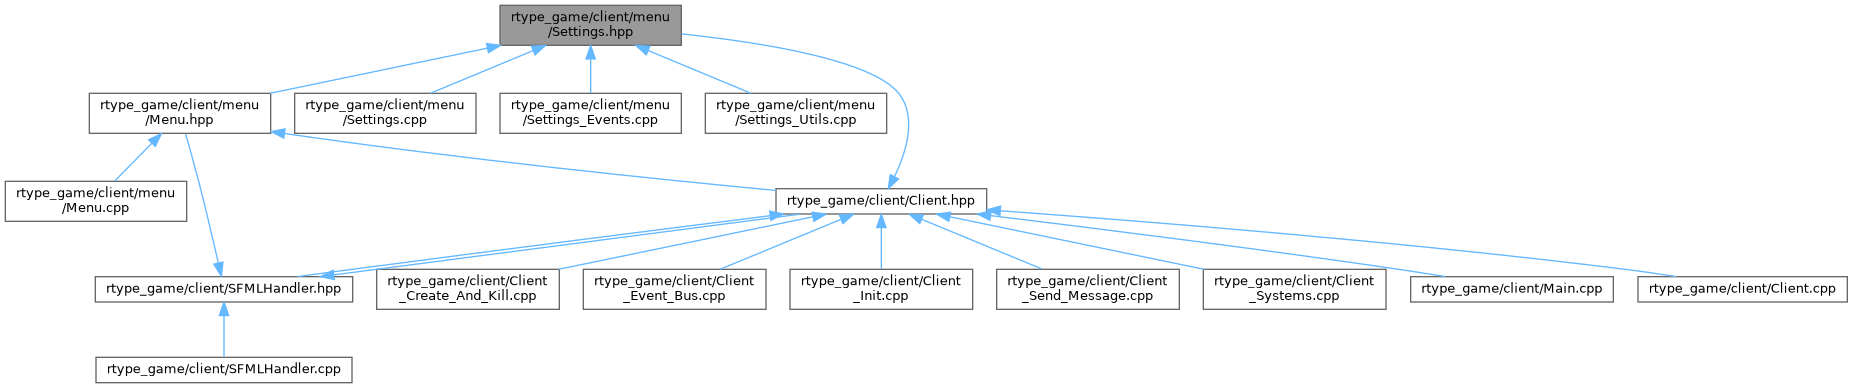 rtype_game/client/menu
/Settings.hpp
rtype_game/client/menu
/Menu.hpp
rtype_game/client/menu
/Settings.cpp
rtype_game/client/menu
/Settings_Events.cpp
rtype_game/client/menu
/Settings_Utils.cpp
rtype_game/client/menu
/Menu.cpp
rtype_game/client/Client.hpp
rtype_game/client/SFMLHandler.hpp
rtype_game/client/Client
_Create_And_Kill.cpp
rtype_game/client/Client
_Event_Bus.cpp
rtype_game/client/Client
_Init.cpp
rtype_game/client/Client
_Send_Message.cpp
rtype_game/client/Client
_Systems.cpp
rtype_game/client/Main.cpp
rtype_game/client/Client.cpp
rtype_game/client/SFMLHandler.cpp